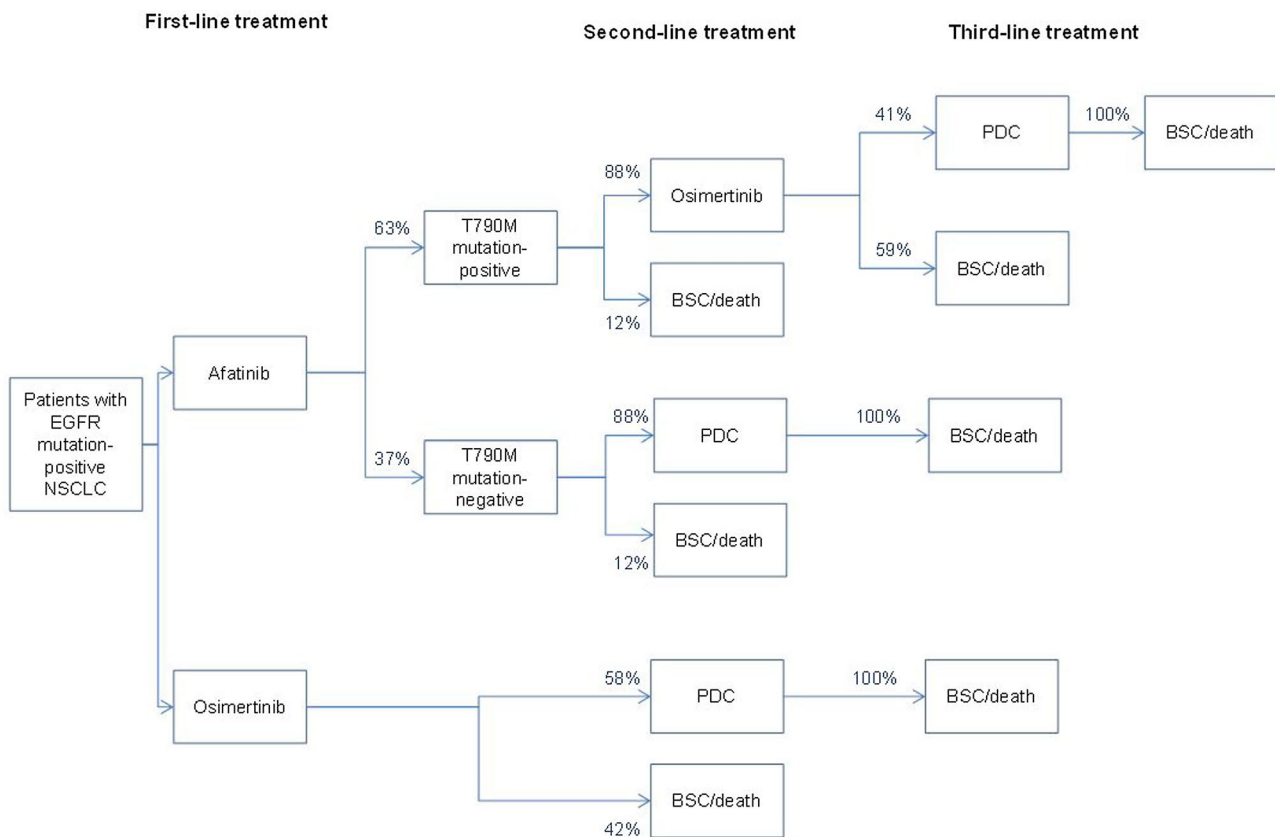 First-line treatment
Second-line treatment
Third-line treatment
41%
PDC
100%
BSC/death
88%
Osimertinib
63%
T790M
mutation-
positive
59%
BSC/death
BSC/death
12%
Afatinib
Patients with
EGFR
mutation-
positive
NSCLC
88%
PDC
100%
BSC/death
37%
T790M
mutation-
negative
BSC/death
12%
58%
PDC
100%
BSC/death
Osimertinib
BSC/death
42%